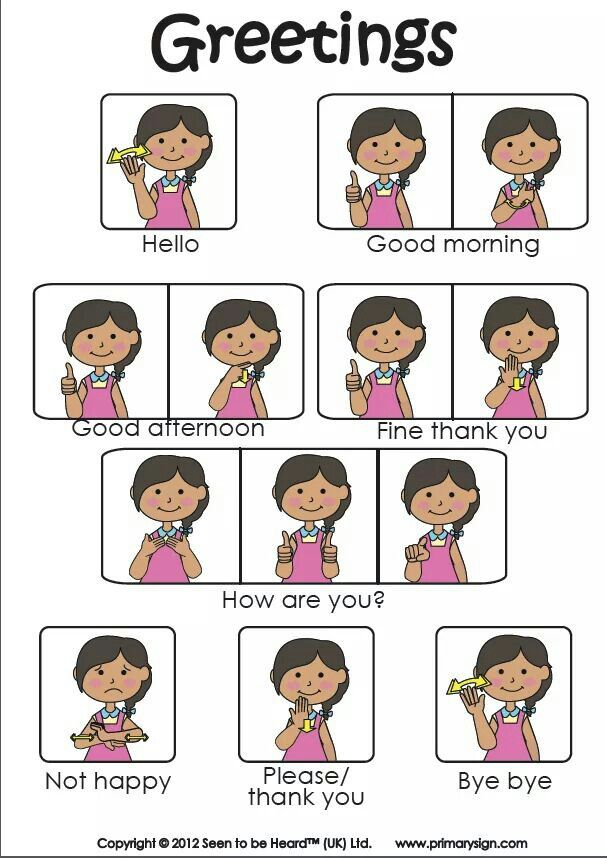 Greetings
Hello
Good morning
Good afternoon
Fine thank you
How are you?
Not happy
Please/
thank you
Bye bye
Copyright © 2012 Seen to be Heard™ (UK) Ltd. www.primarysign.com